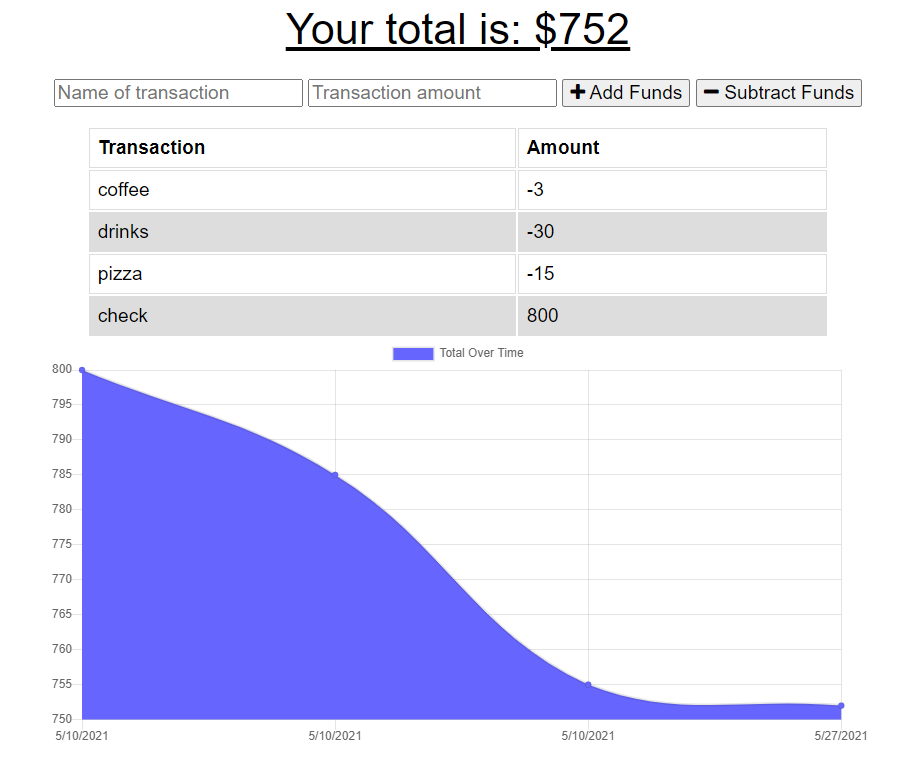 Your total is: $752
Name of transaction Transaction amount Add Funds Subtract Funds
Transaction Amount
coffee -3
drinks -30
pizza -15
check 800
Total Over Time
800
795
790
785
780
775
770
765
760
755
750
5/10/2021 5/10/2021 5/10/2021 5/27/2021